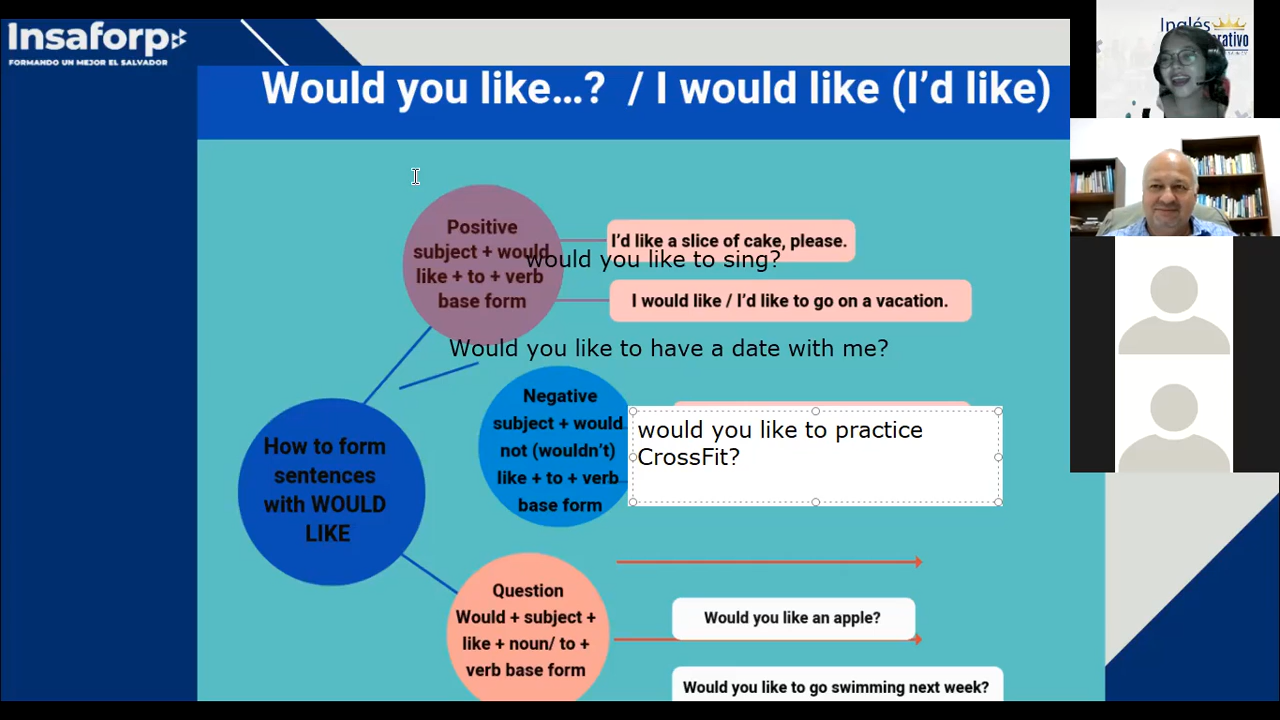 Insaforp
FORMANDO UN MEJOR EL SALVADOR
Would you like...? / I would like (I'd like)
Inglés
Positive
subject + would
like + to + verb
base form
I'd like a slice of cake, please.
would you like to sing?
I would like / I'd like to go on a vacation.
Would you like to have a date with me?
Negative
subject + would
not (wouldn't)
like + to + verb
base form
would you like to practice
CrossFit?
How to form
sentences
with WOULD
LIKE
Question
Would + subject +
like + noun/ to +
verb base form
Would you like an apple?
Would you like to go swimming next week?